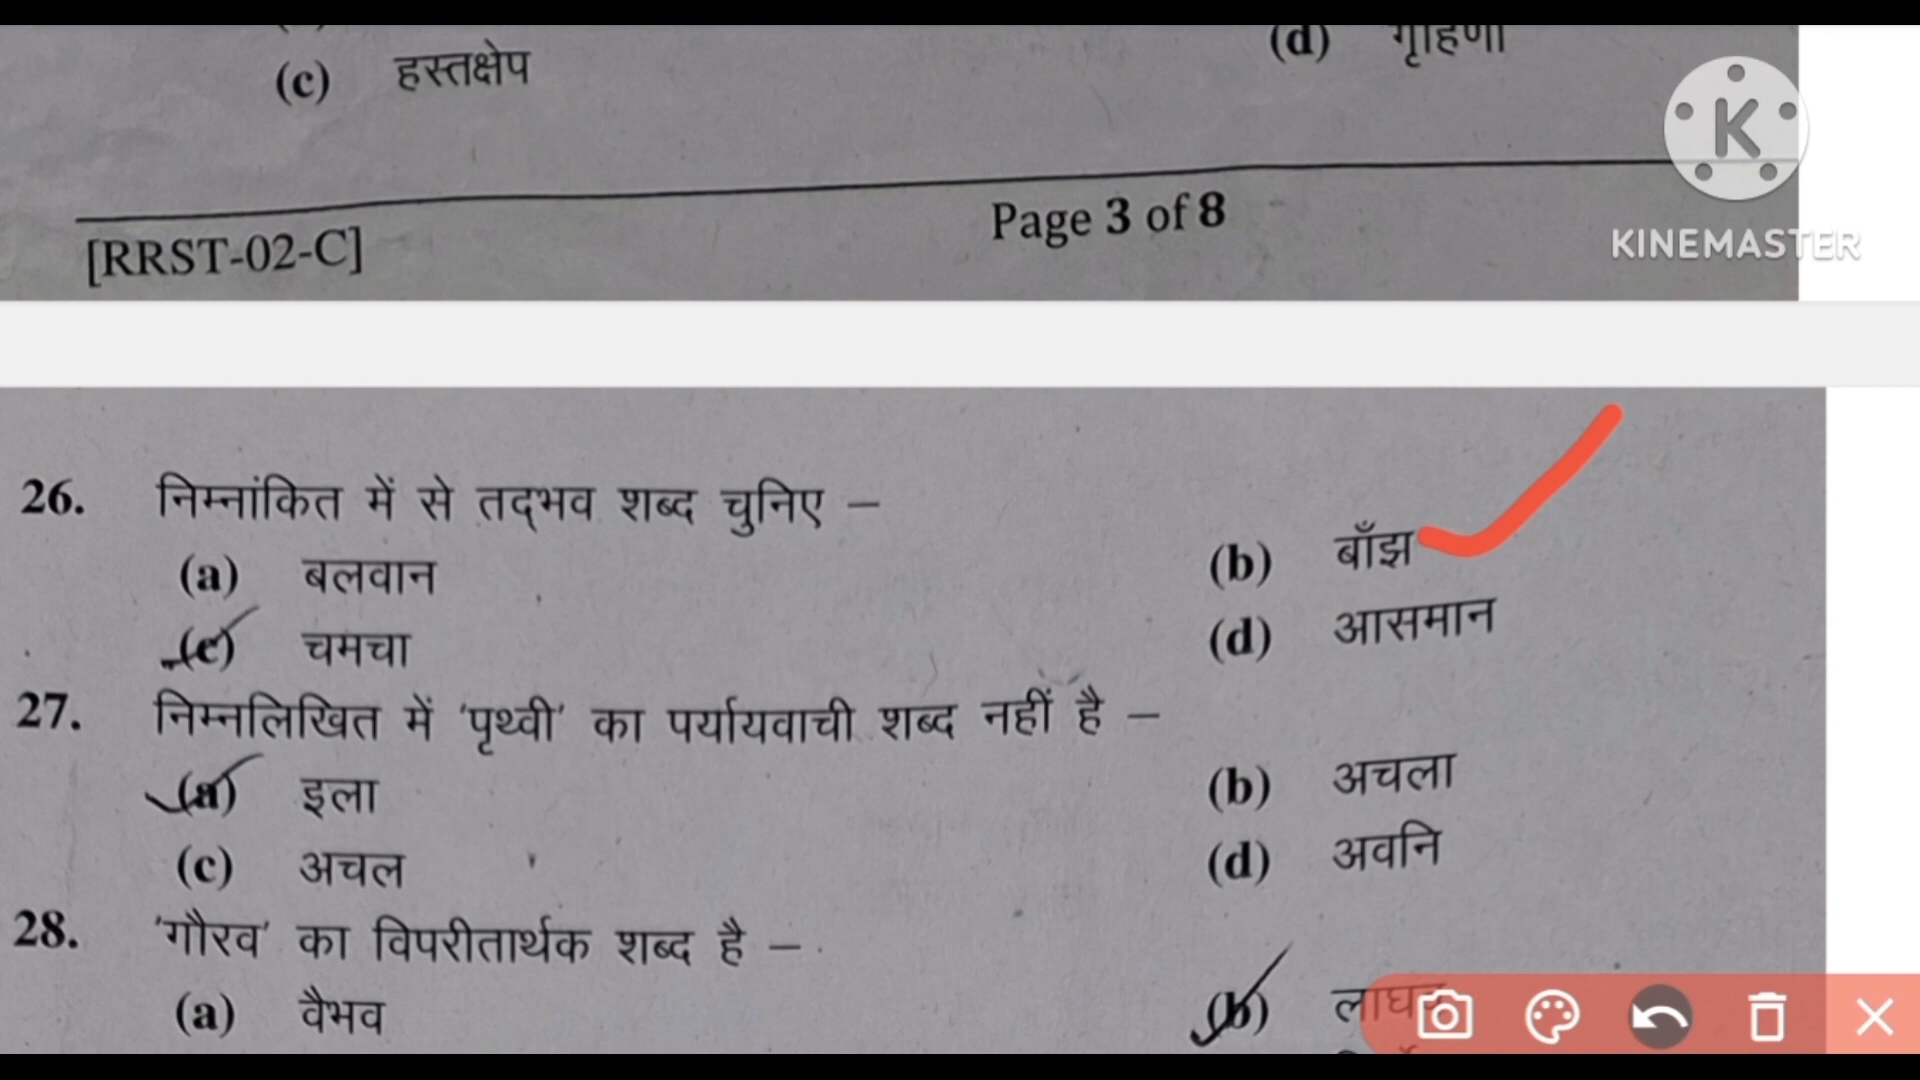 (c) हस्तक्षेप
(d) गृहिणी
K
KINEMASTER
[RRST-02-C]
Page 3 of 8
26. निम्नांकित में से तद्भव शब्द चुनिए –
(a) बलवान
(b) बाँझ
(c) चमचा
(d) आसमान
27. निम्नलिखित में 'पृथ्वी' का पर्यायवाची शब्द नहीं है –
(a) इला
(b) अचला
(c) अचल
(d) अवनि
28. 'गौरव' का विपरीतार्थक शब्द है –
(a) वैभव
(b)